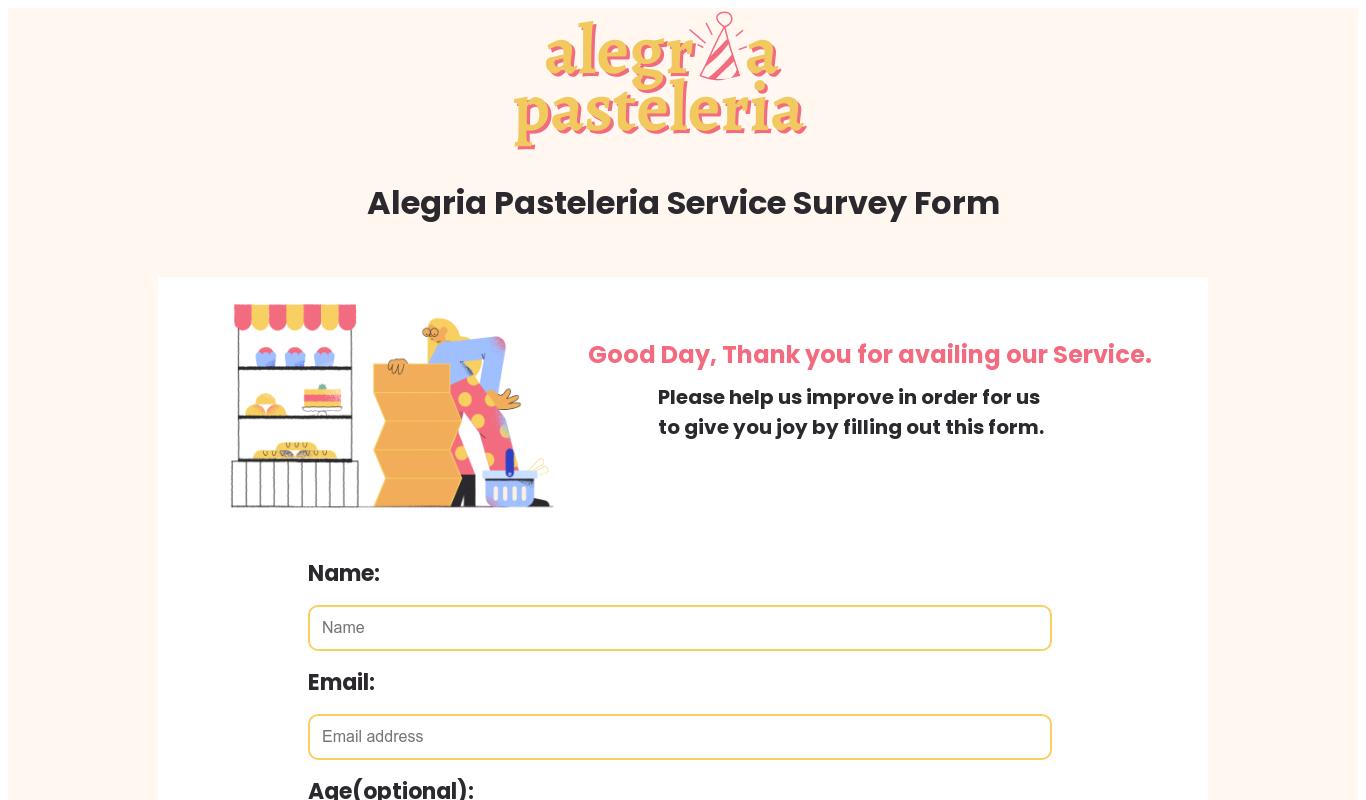 alegria
pasteleria
Alegria Pasteleria Service Survey Form
Good Day, Thank you for availing our Service.
Please help us improve in order for us
to give you joy by filling out this form.
Name:
Name
Email:
Email address
Age(optional):